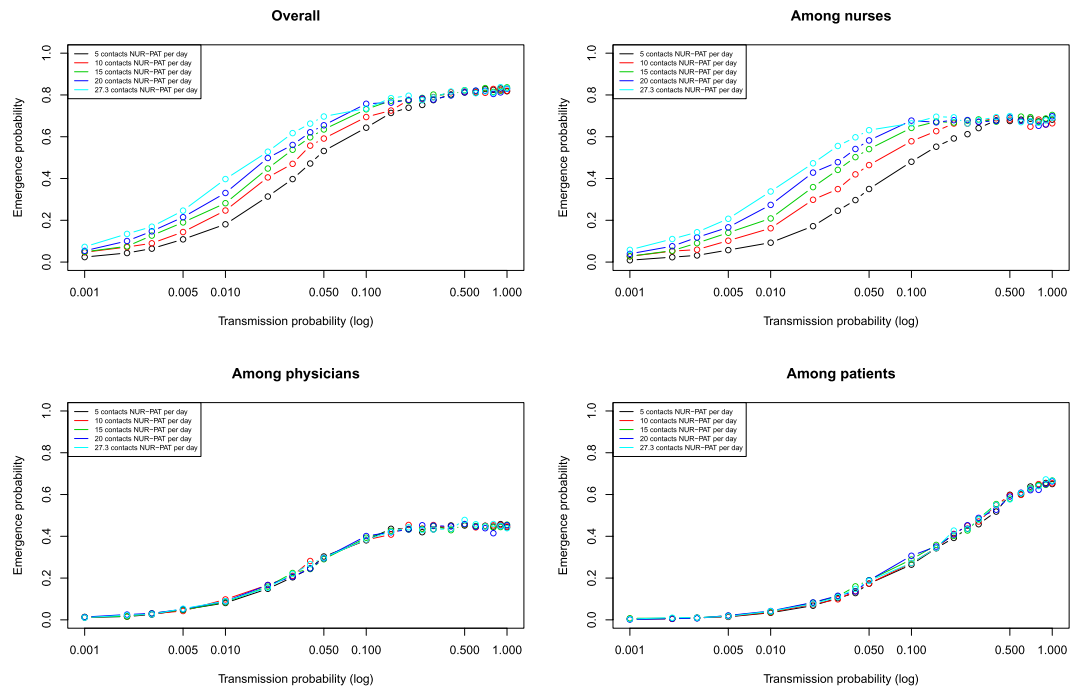 Overall
Emergence probability
0.0 0.2 0.4 0.6 0.8 1.0
5 contacts NUR−PAT per day
10 contacts NUR−PAT per day
15 contacts NUR−PAT per day
20 contacts NUR−PAT per day
27.3 contacts NUR−PAT per day
0.001 0.005 0.010 0.050 0.100 0.500 1.000
Transmission probability (log)
Among nurses
Emergence probability
0.0 0.2 0.4 0.6 0.8 1.0
5 contacts NUR−PAT per day
10 contacts NUR−PAT per day
15 contacts NUR−PAT per day
20 contacts NUR−PAT per day
27.3 contacts NUR−PAT per day
0.001 0.005 0.010 0.050 0.100 0.500 1.000
Transmission probability (log)
Among physicians
Emergence probability
0.0 0.2 0.4 0.6 0.8 1.0
5 contacts NUR−PAT per day
10 contacts NUR−PAT per day
15 contacts NUR−PAT per day
20 contacts NUR−PAT per day
27.3 contacts NUR−PAT per day
0.001 0.005 0.010 0.050 0.100 0.500 1.000
Transmission probability (log)
Among patients
Emergence probability
0.0 0.2 0.4 0.6 0.8 1.0
5 contacts NUR−PAT per day
10 contacts NUR−PAT per day
15 contacts NUR−PAT per day
20 contacts NUR−PAT per day
27.3 contacts NUR−PAT per day
0.001 0.005 0.010 0.050 0.100 0.500 1.000
Transmission probability (log)